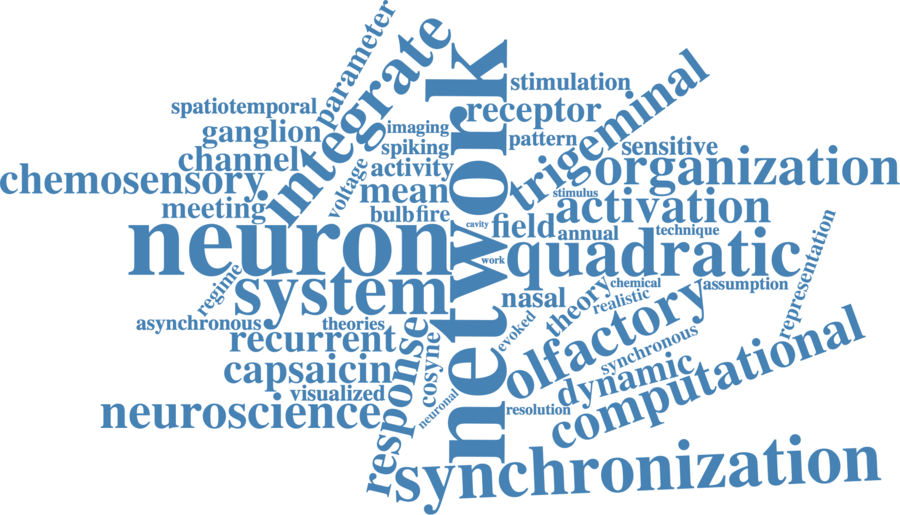 parameter
integrate
network
stimulation
trigeminal
spatiotemporal
receptor
ganglion
imaging
pattern
spiking
sensitive
channel
activity
organization
chemosensory
voltage
mean
stimulus
meeting
bulb
fire
activation
cavity
field
annual
technique
representation
neuron
work
quadratic
regime
system
nasal
theory
chemical
assumption
realistic
olfactory
asynchronous
theories
evoked
recurrent
response
cosyne
synchronous
computational
capsaicin
dynamic
visualized
neuronal
resolution
neuroscience
synchronization